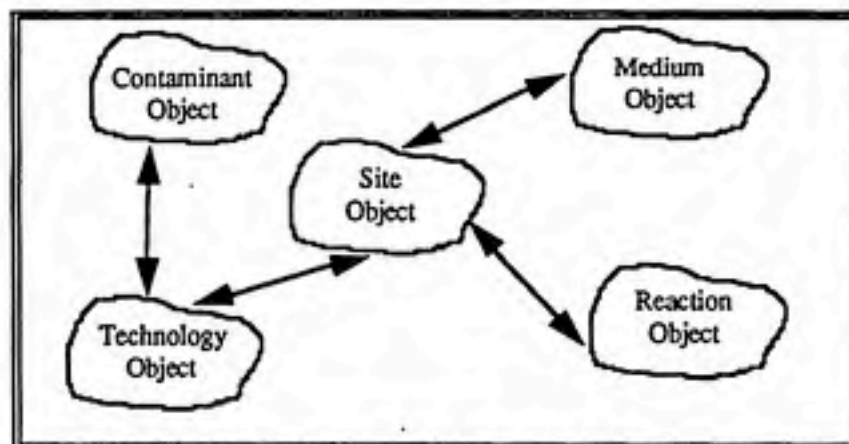 Contaminant
Object
Medium
Object
Site
Object
Technology
Object
Reaction
Object